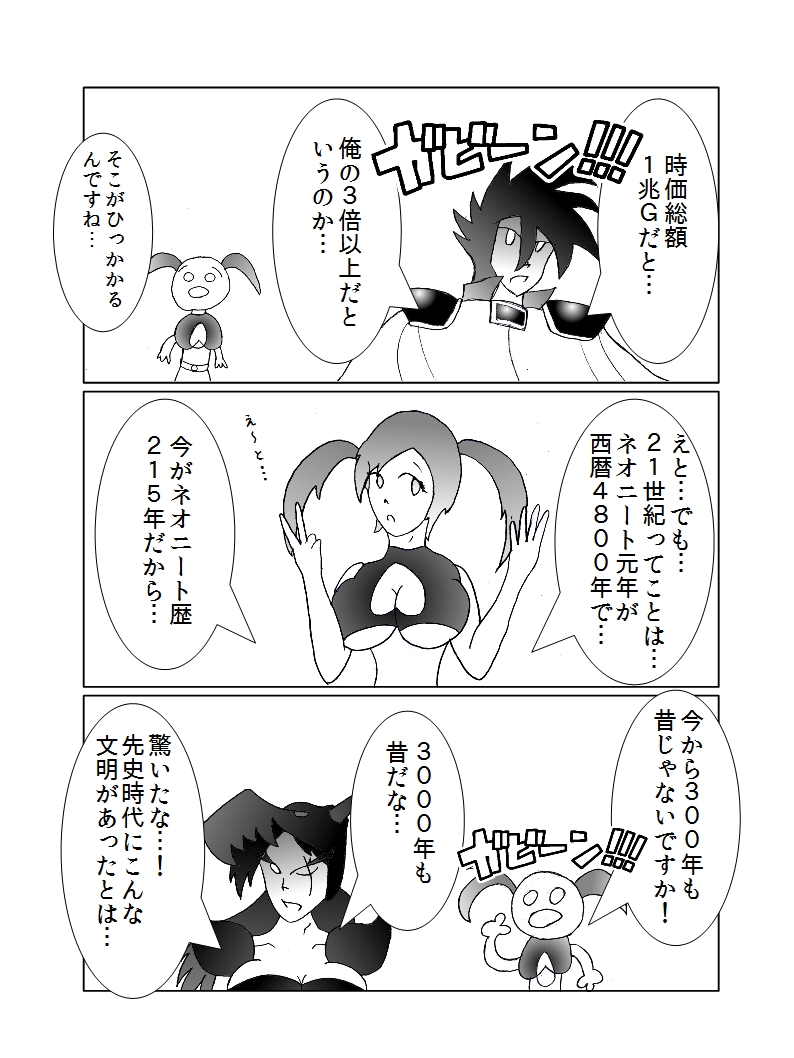 時価総額
１兆Ｇだと…
ガビーン!!!
俺の３倍以上だと
いうのか…
そこがひっかかる
んですね…
えと…でも…
２１世紀ってことは…
ネオニート元年が
西暦４８００年で…
え～と…
今がネオニート歴
２１５年だから…
今から３００年も
昔じゃないですか！
ガビーン!!!
３０００年も
昔だな…
驚いたな…！
先史時代にこんな
文明があったとは…